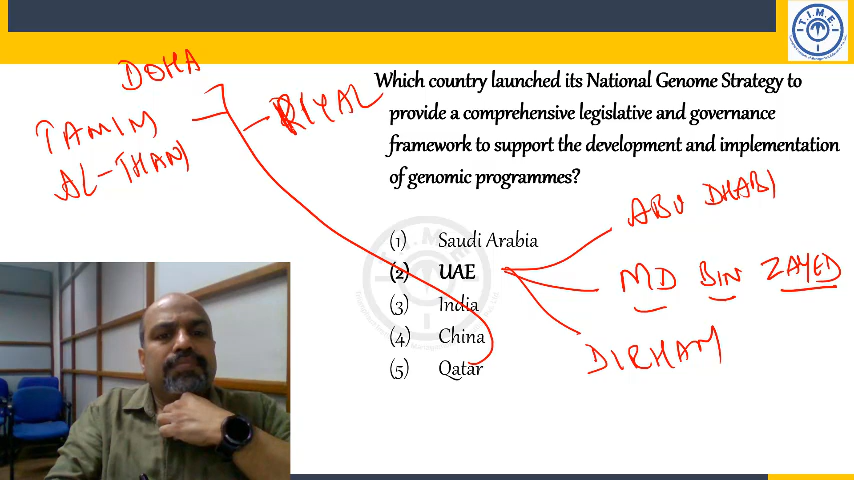 T.I.M.E.
DOHA
TAMIM
AL-THANI
RIYAL
Which country launched its National Genome Strategy to
provide a comprehensive legislative and governance
framework to support the development and implementation
of genomic programmes?
(1) Saudi Arabia
(2) UAE
(3) India
(4) China
(5) Qatar
ABU DHABI
MD BIN ZAYED
DIRHAM